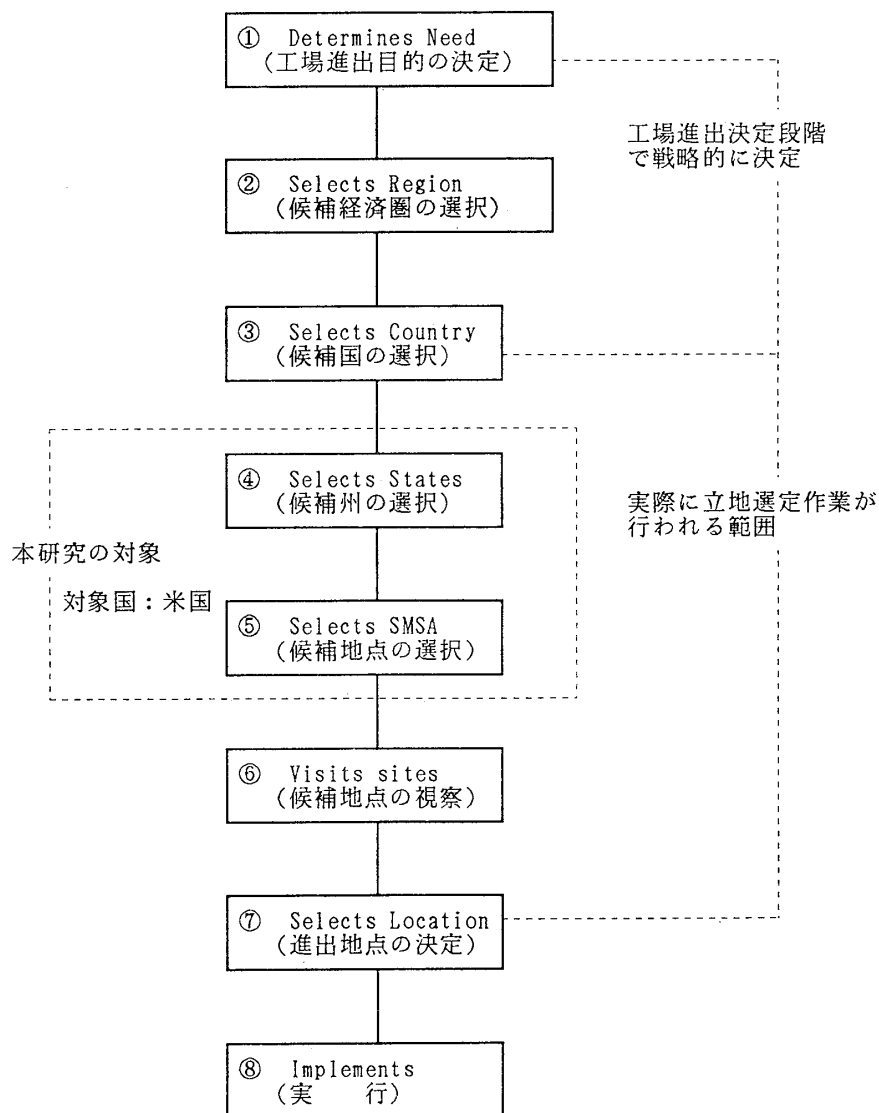 ① Determines Need
（工場進出目的の決定）
工場進出決定段階
で戦略的に決定
② Selects Region
（候補経済圏の選択）
③ Selects Country
（候補国の選択）
④ Selects States
（候補州の選択）
実際に立地選定作業が
行われる範囲
本研究の対象
対象国：米国
⑤ Selects SMSA
（候補地点の選択）
⑥ Visits sites
（候補地点の視察）
⑦ Selects Location
（進出地点の決定）
⑧ Implements
（実　　行）